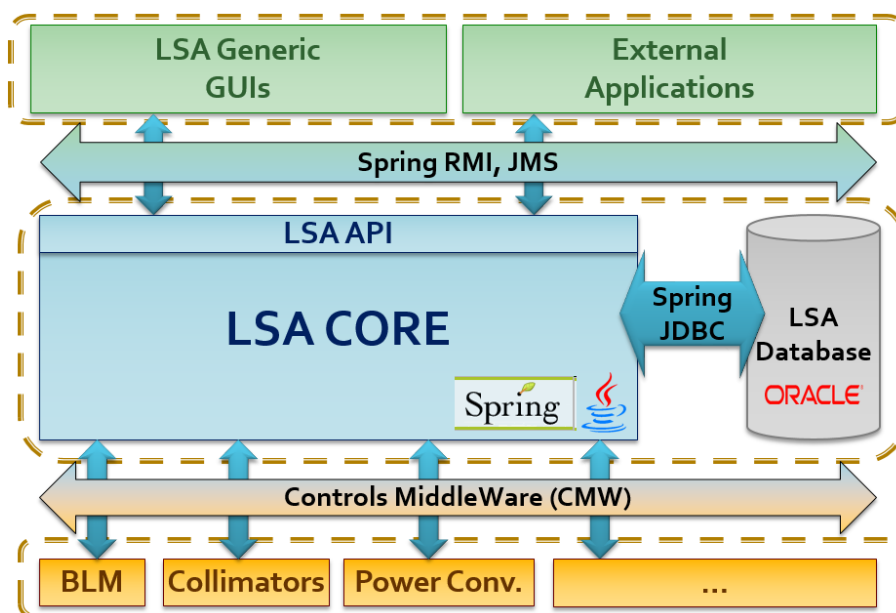 LSA Generic
GUIs
External
Applications
Spring RMI, JMS
LSA API
LSA CORE
Spring
JDBC
LSA
Database
ORACLE
Spring
Controls MiddleWare (CMW)
BLM
Collimators
Power Conv.
...